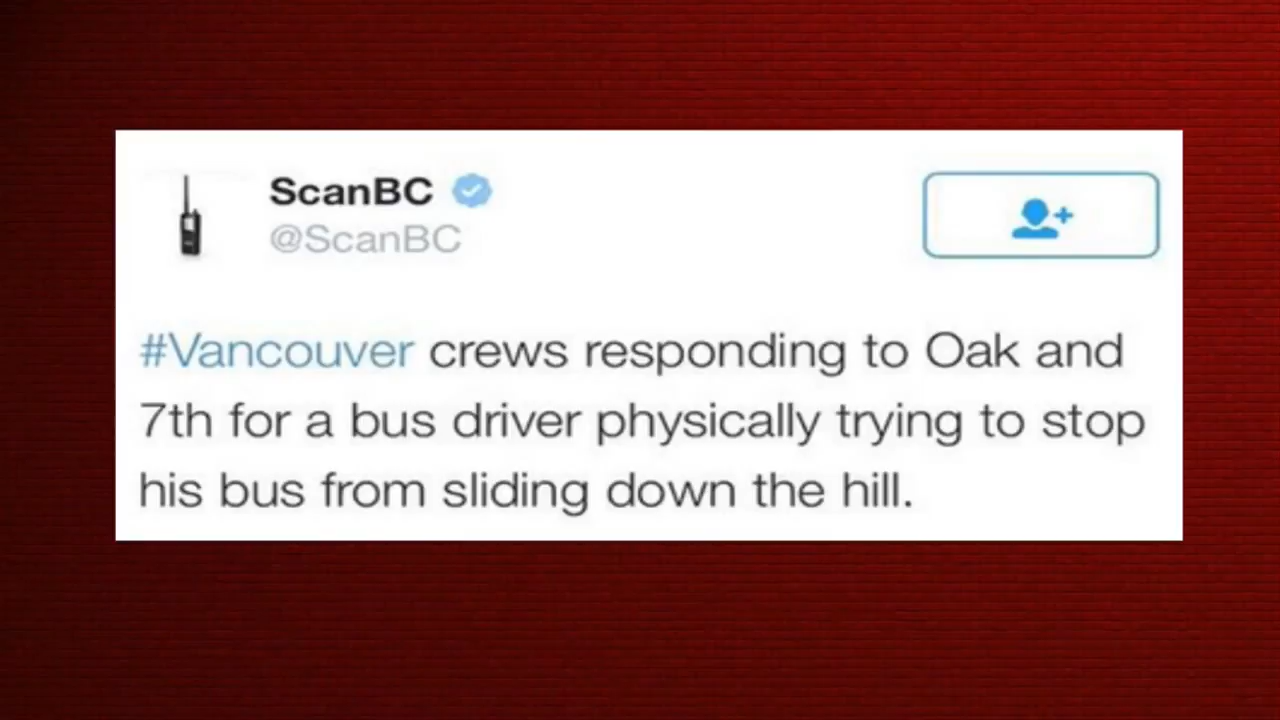 ScanBC
@ScanBC
#Vancouver crews responding to Oak and
7th for a bus driver physically trying to stop
his bus from sliding down the hill.